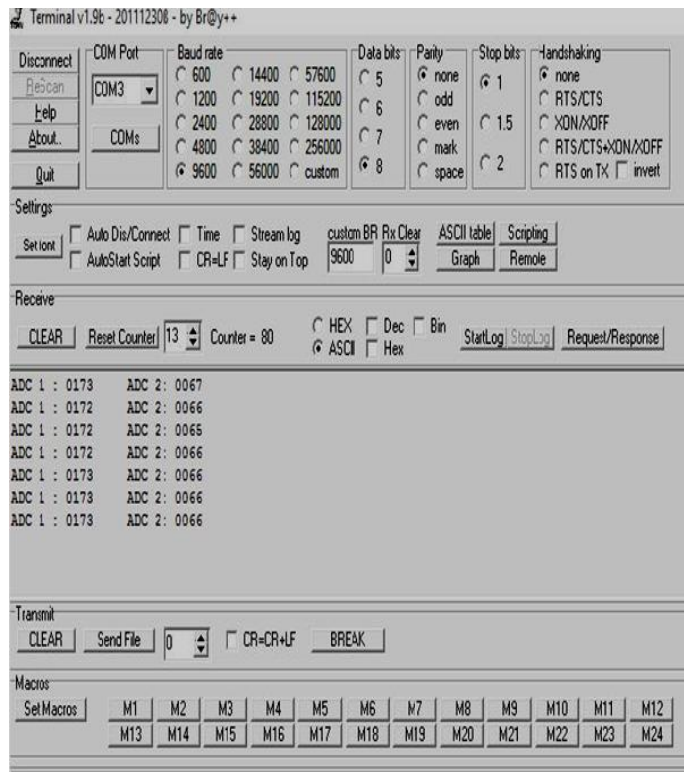 Terminal v1.9b - 20111230ß - by Br@y++
Disconnect
ReScan
Help
About..
Quit
COM Port
COM3
COMs
Baud rate
600 14400 57600
1200 19200 115200
2400 28800 128000
4800 38400 256000
9600 56000 custom
Data bits
5
6
7
8
Parity
none
odd
even
mark
space
Stop bits
1
1.5
2
Handshaking
none
RTS/CTS
XON/XOFF
RTS/CTS+XON/XOFF
RTS on TX invert
Settings
Set font
Auto Dis/Connect Time Stream log
AutoStart Script CR=LF Stay on Top
custom BR Rx Clear
9600 0
ASCII table Scripting
Graph Remote
Receive
CLEAR Reset Counter 13 Counter = 80
HEX Dec Bin
ASCII Hex
StartLog StopLog Request/Response
ADC 1 : 0173 ADC 2: 0067
ADC 1 : 0172 ADC 2: 0066
ADC 1 : 0172 ADC 2: 0065
ADC 1 : 0172 ADC 2: 0066
ADC 1 : 0173 ADC 2: 0066
ADC 1 : 0173 ADC 2: 0066
ADC 1 : 0173 ADC 2: 0066
Transmit
CLEAR Send File 0 CR=CR+LF BREAK
Macros
Set Macros M1 M2 M3 M4 M5 M6 M7 M8 M9 M10 M11 M12
M13 M14 M15 M16 M17 M18 M19 M20 M21 M22 M23 M24